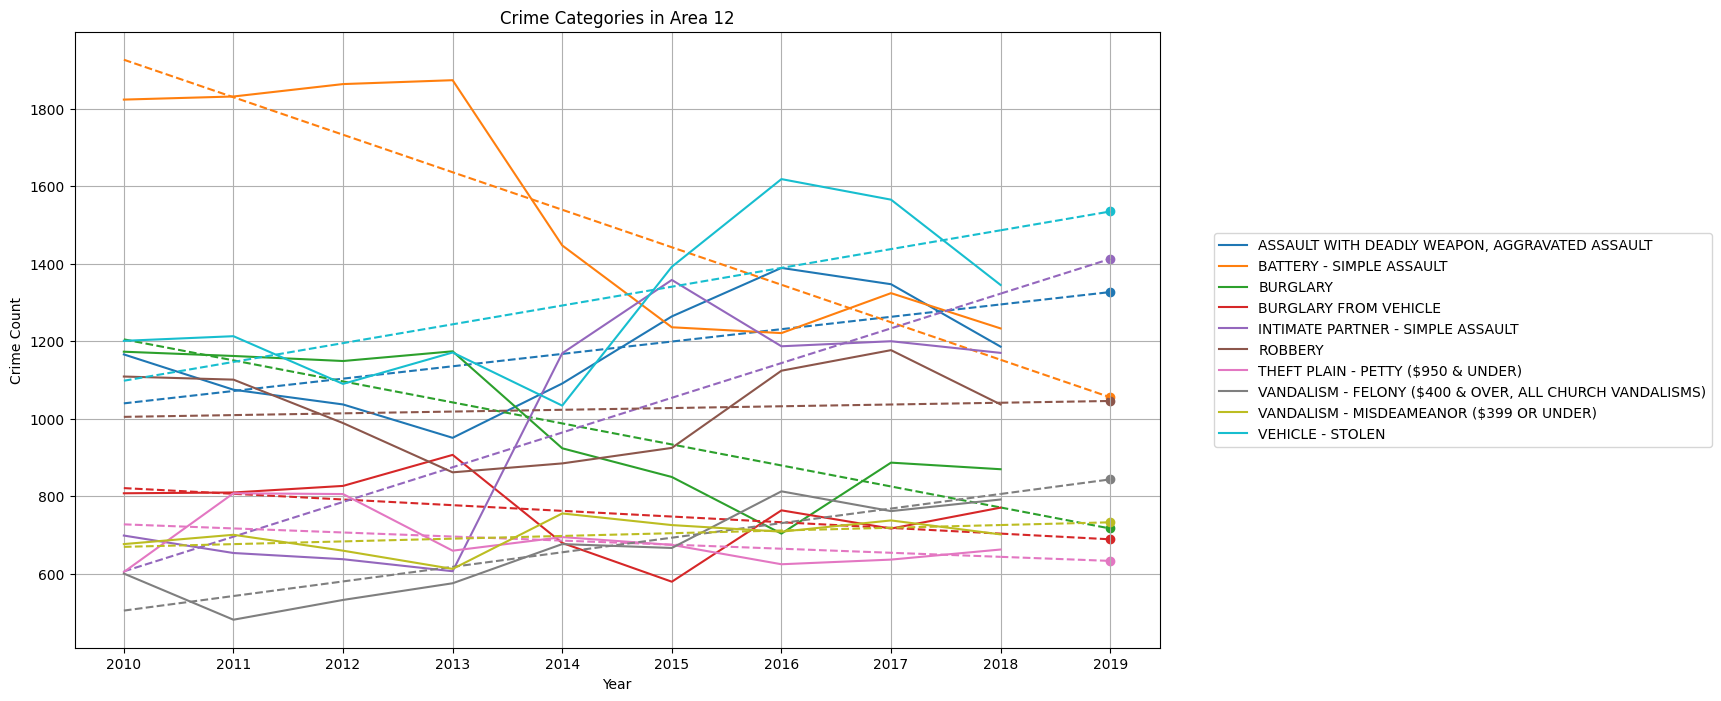 Crime Categories in Area 12
Crime Count
1800
1600
1400
1200
1000
800
600
2010 2011 2012 2013 2014 2015 2016 2017 2018 2019
Year
ASSAULT WITH DEADLY WEAPON, AGGRAVATED ASSAULT
BATTERY - SIMPLE ASSAULT
BURGLARY
BURGLARY FROM VEHICLE
INTIMATE PARTNER - SIMPLE ASSAULT
ROBBERY
THEFT PLAIN - PETTY ($950 & UNDER)
VANDALISM - FELONY ($400 & OVER, ALL CHURCH VANDALISMS)
VANDALISM - MISDEAMEANOR ($399 OR UNDER)
VEHICLE - STOLEN